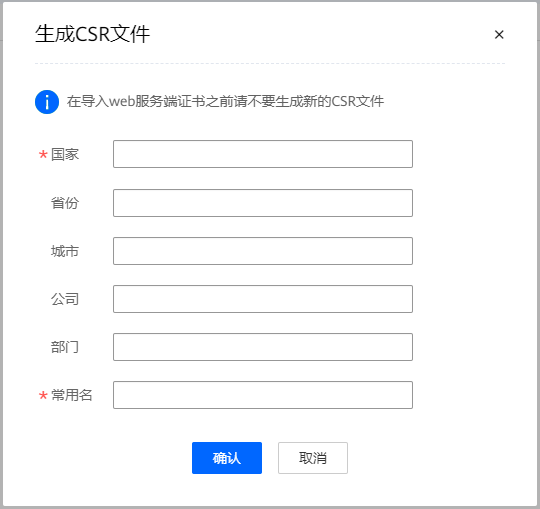 生成CSR文件
在导入web服务端证书之前请不要生成新的CSR文件
* 国家
省份
城市
公司
部门
* 常用名
确认 取消